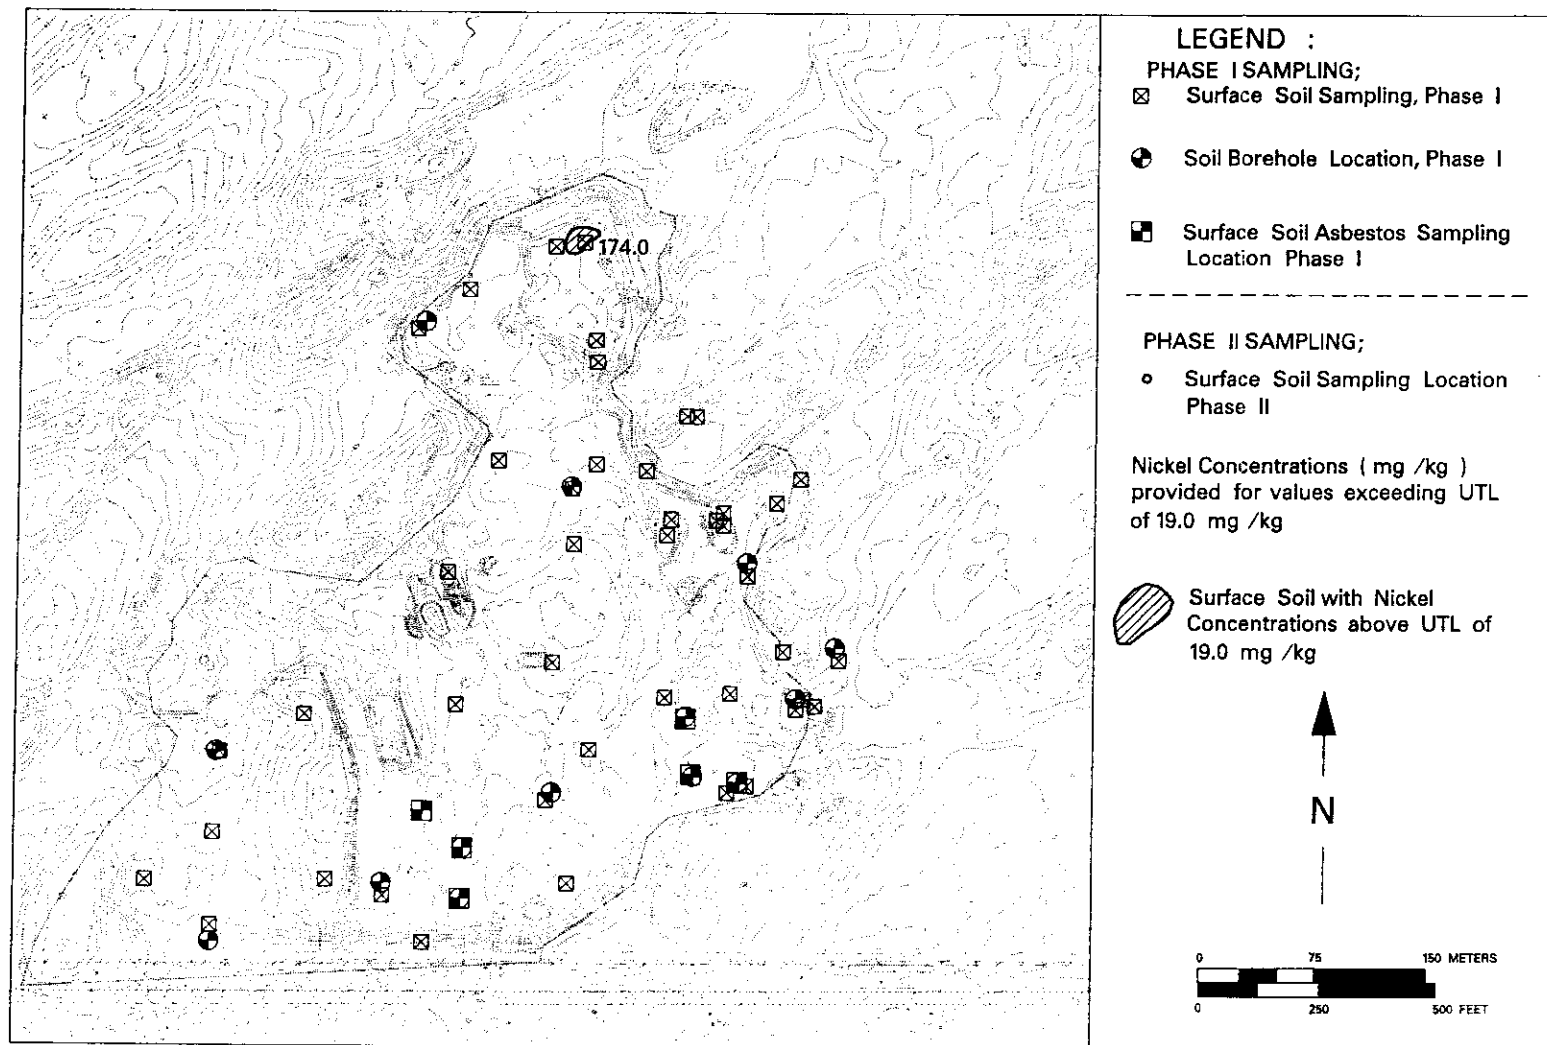 LEGEND :
PHASE I SAMPLING;
Surface Soil Sampling, Phase I
Soil Borehole Location, Phase I
Surface Soil Asbestos Sampling
Location Phase I
PHASE II SAMPLING;
Surface Soil Sampling Location
Phase II
Nickel Concentrations ( mg /kg )
provided for values exceeding UTL
of 19.0 mg /kg
Surface Soil with Nickel
Concentrations above UTL of
19.0 mg /kg
N
0 75 150 METERS
0 250 500 FEET
174.0